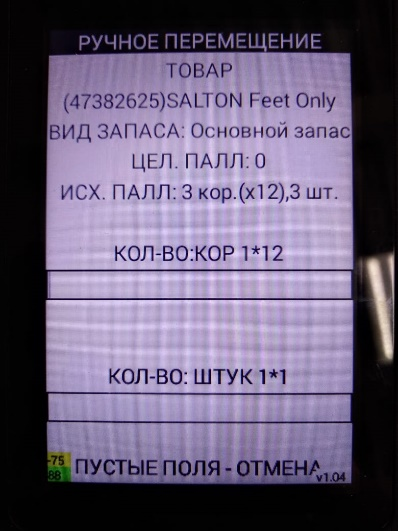 РУЧНОЕ ПЕРЕМЕЩЕНИЕ
ТОВАР
(47382625)SALTON Feet Only
ВИД ЗАПАСА: Основной запас
ЦЕЛ. ПАЛЛ: 0
ИСХ. ПАЛЛ: 3 кор.(x12),3 шт.
КОЛ-ВО:КОР 1*12
КОЛ-ВО: ШТУК 1*1
-75
88
ПУСТЫЕ ПОЛЯ - ОТМЕНА
v1.04